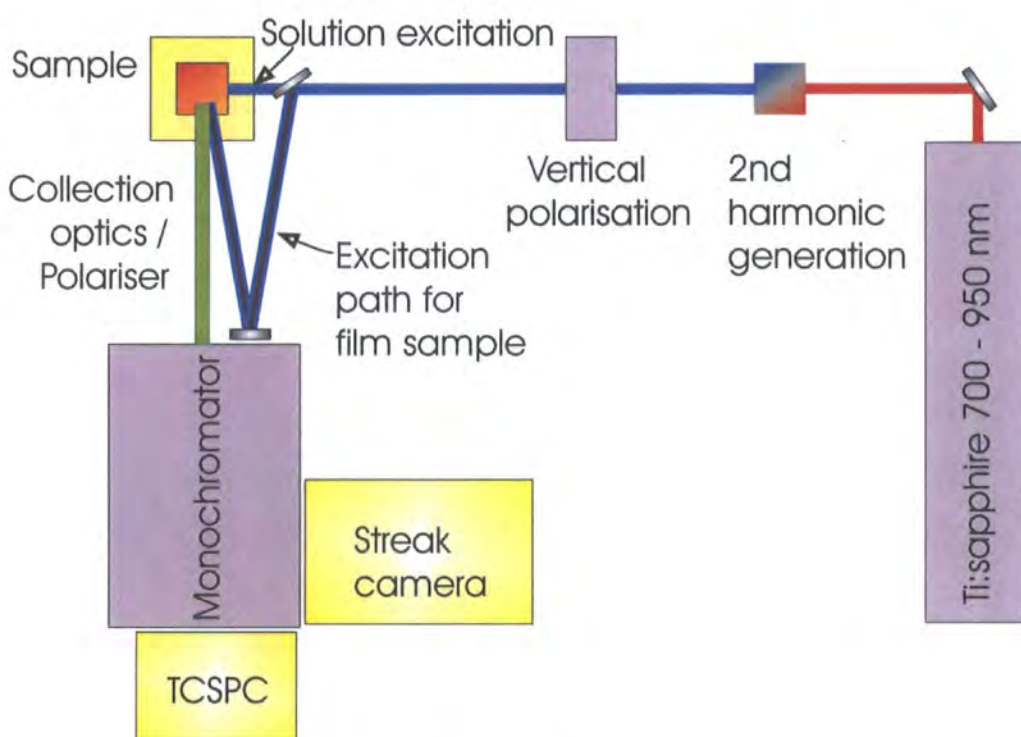 Solution excitation
Sample
Vertical
polarisation
2nd
harmonic
generation
Collection
optics /
Polariser
Excitation
path for
film sample
Ti:sapphire 700 - 950 nm
Monochromator
Streak
camera
TCSPC